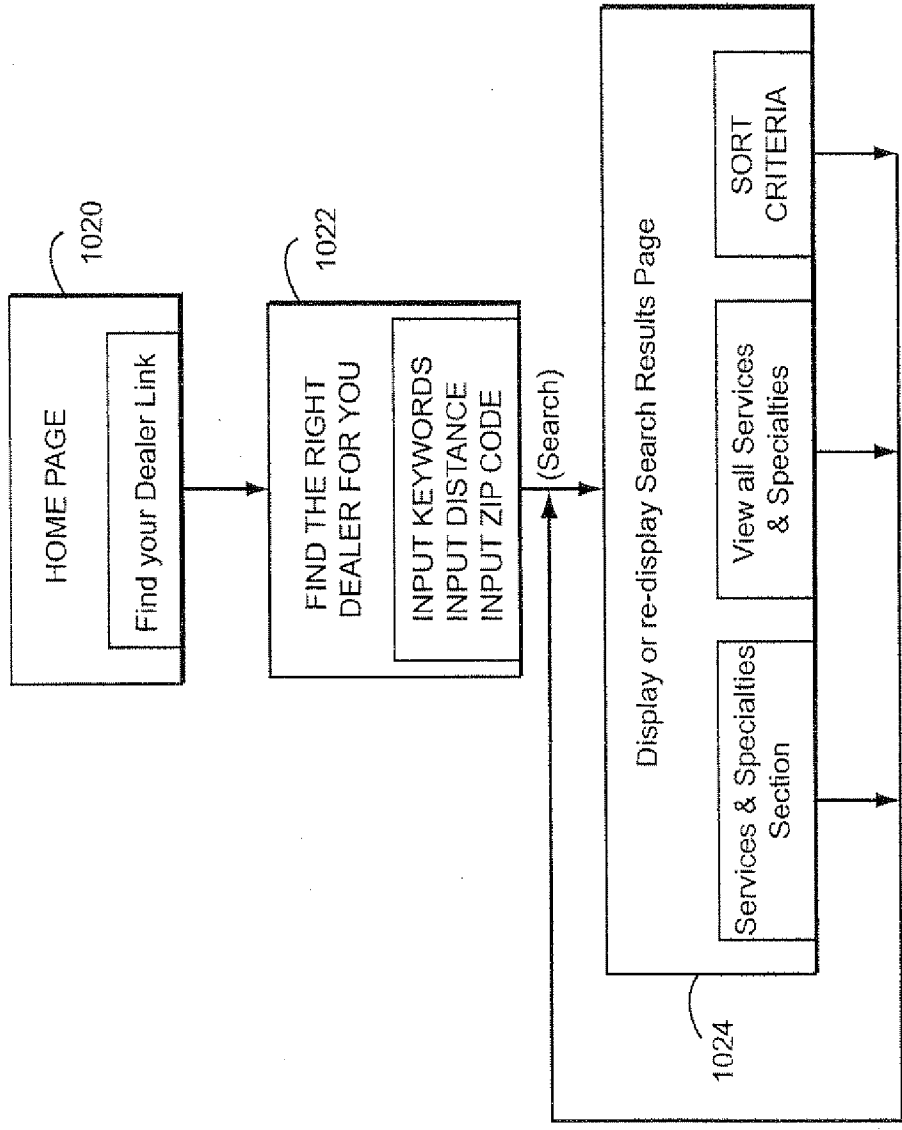 HOME PAGE
Find your Dealer Link
1020
FIND THE RIGHT
DEALER FOR YOU
INPUT KEYWORDS
INPUT DISTANCE
INPUT ZIP CODE
1022
(Search)
Display or re-display Search Results Page
Services & Specialties
Section
View all Services
& Specialties
SORT
CRITERIA
1024